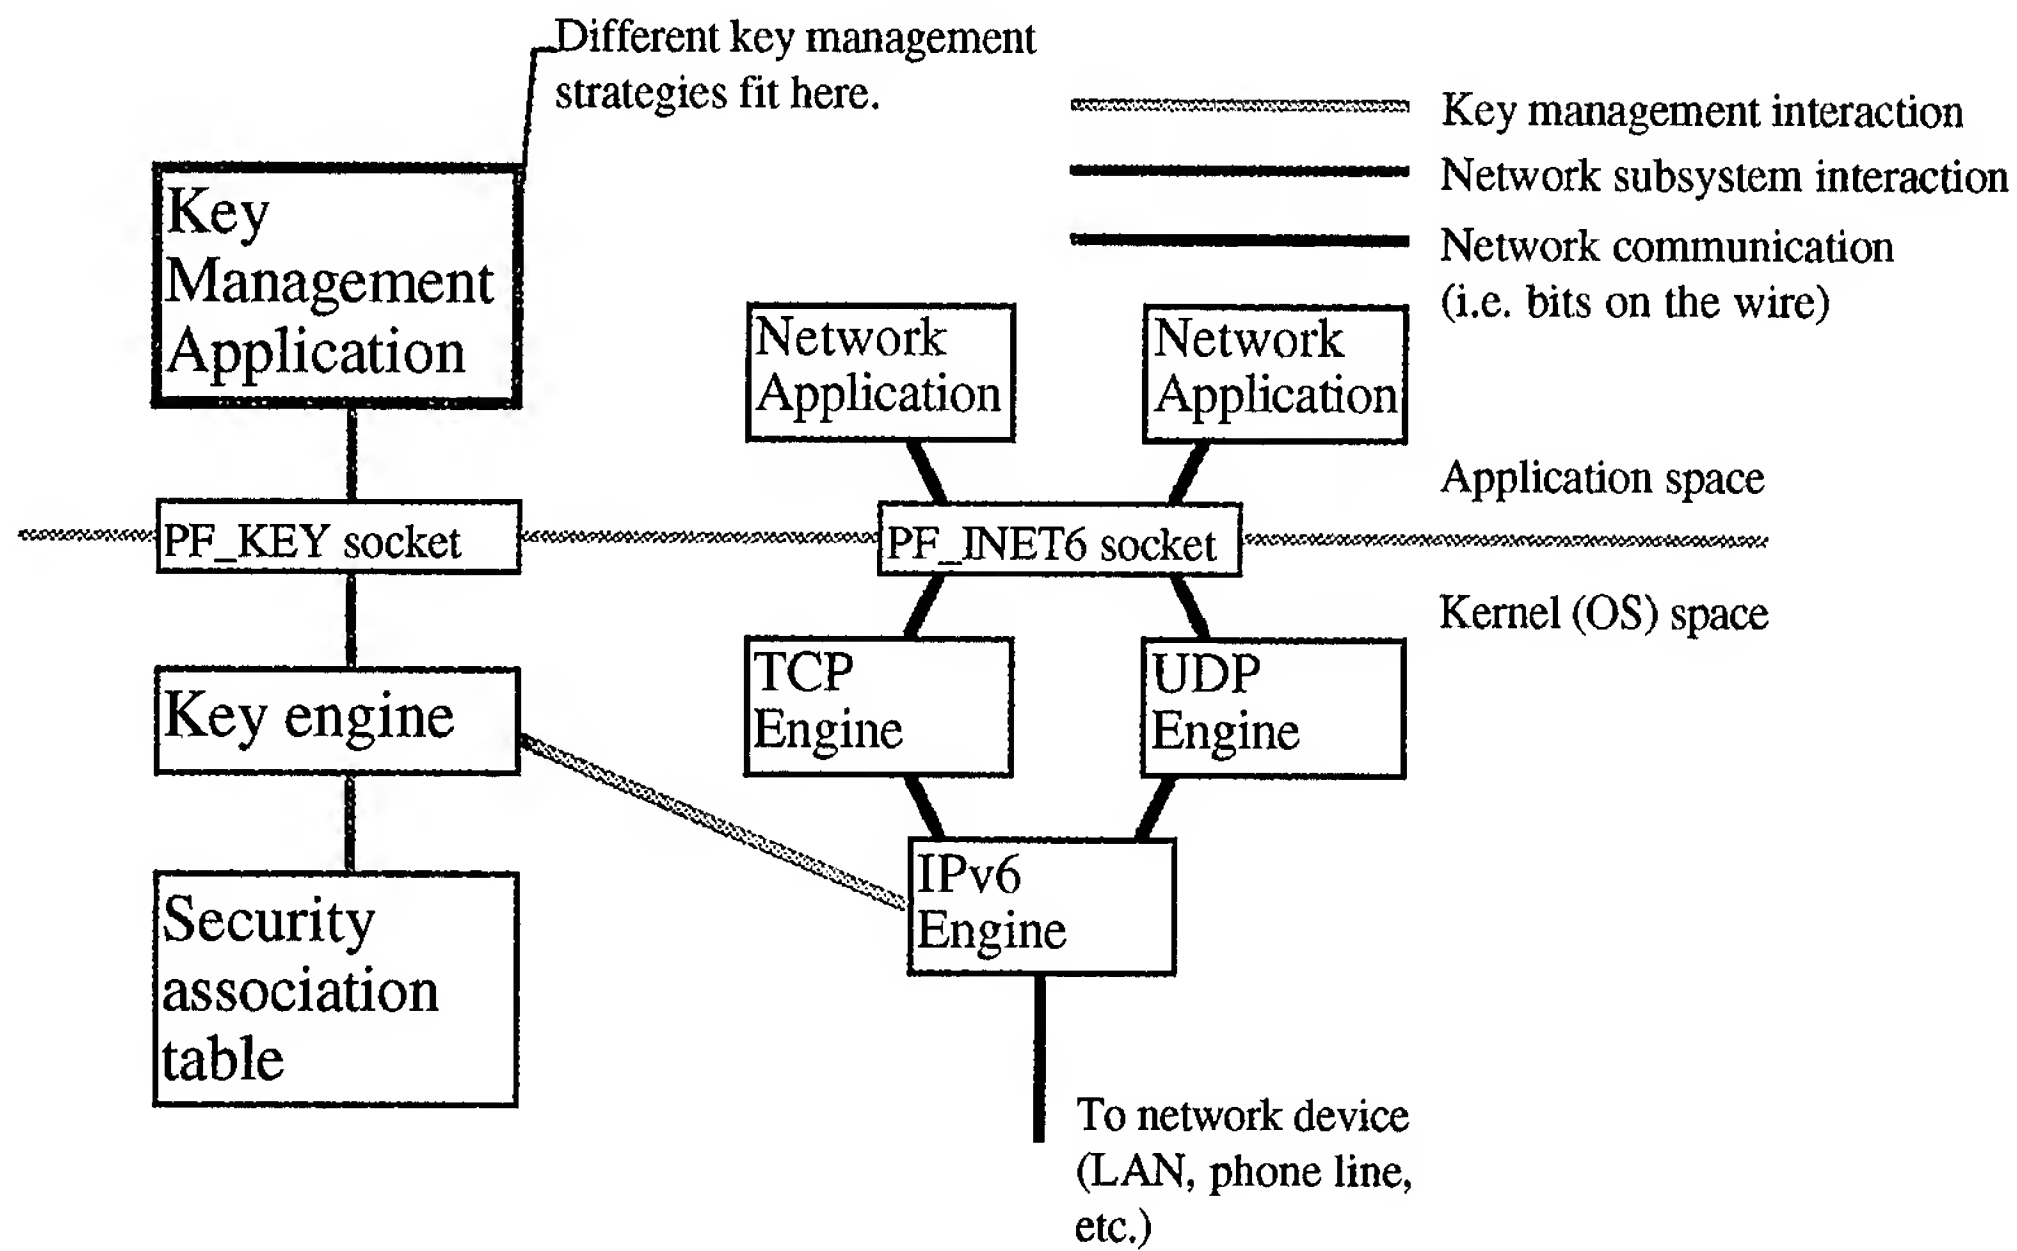 Different key management
strategies fit here.
Key management interaction
Network subsystem interaction
Network communication
(i.e. bits on the wire)
Key
Management
Application
Network
Application
Network
Application
Application space
PF_KEY socket
PF_INET6 socket
Kernel (OS) space
Key engine
TCP
Engine
UDP
Engine
IPv6
Engine
Security
association
table
To network device
(LAN, phone line,
etc.)